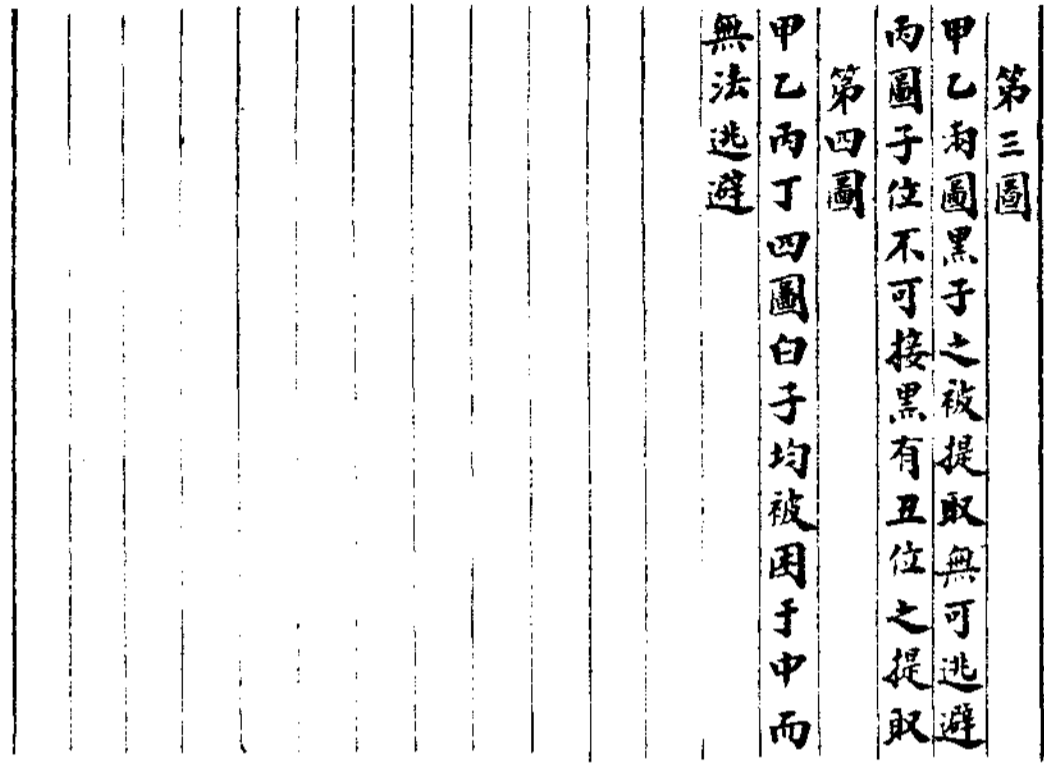 第三圖
甲乙兩圖黑子之被提取無可逃避
丙圖子位不可接黑有丑位之提取
第四圖
甲乙丙丁四圖白子均被困于中而
無法逃避